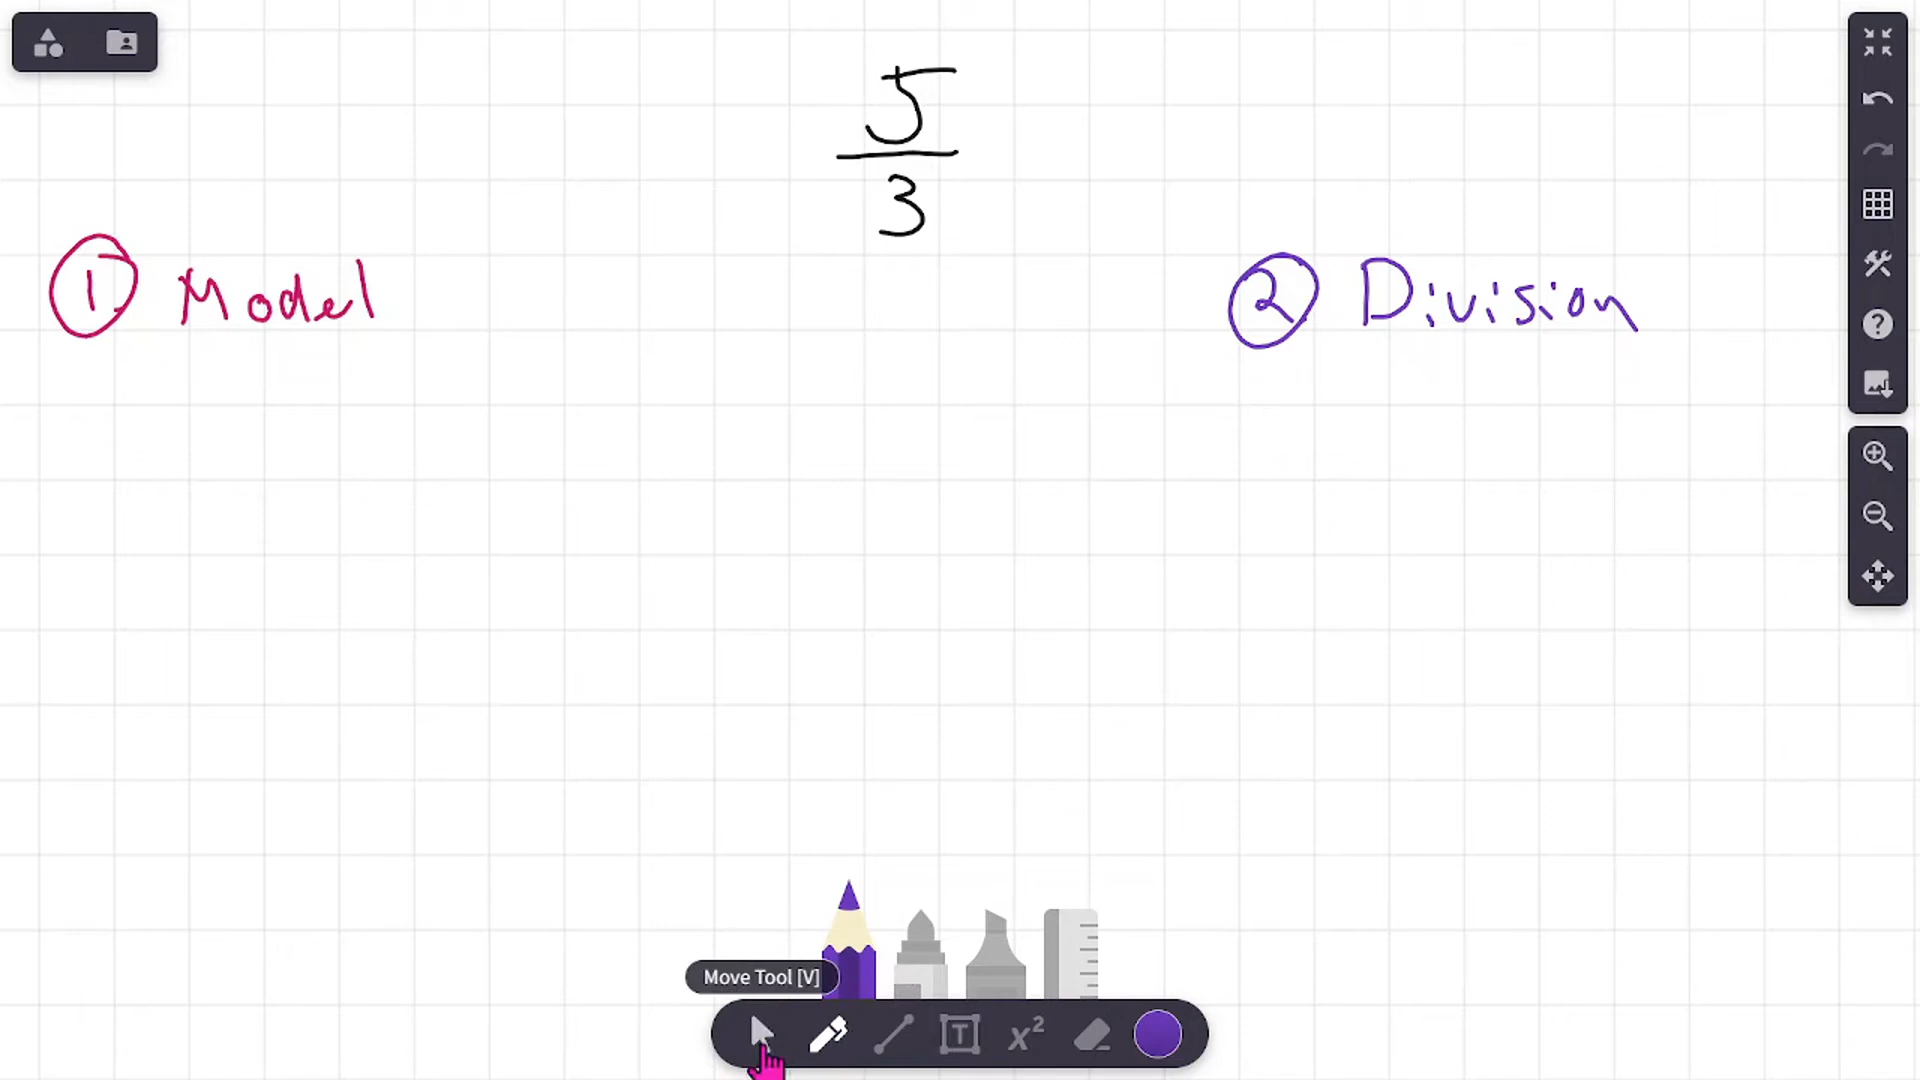 5
3
① Model
② Division
Move Tool [V]
T
x²
?